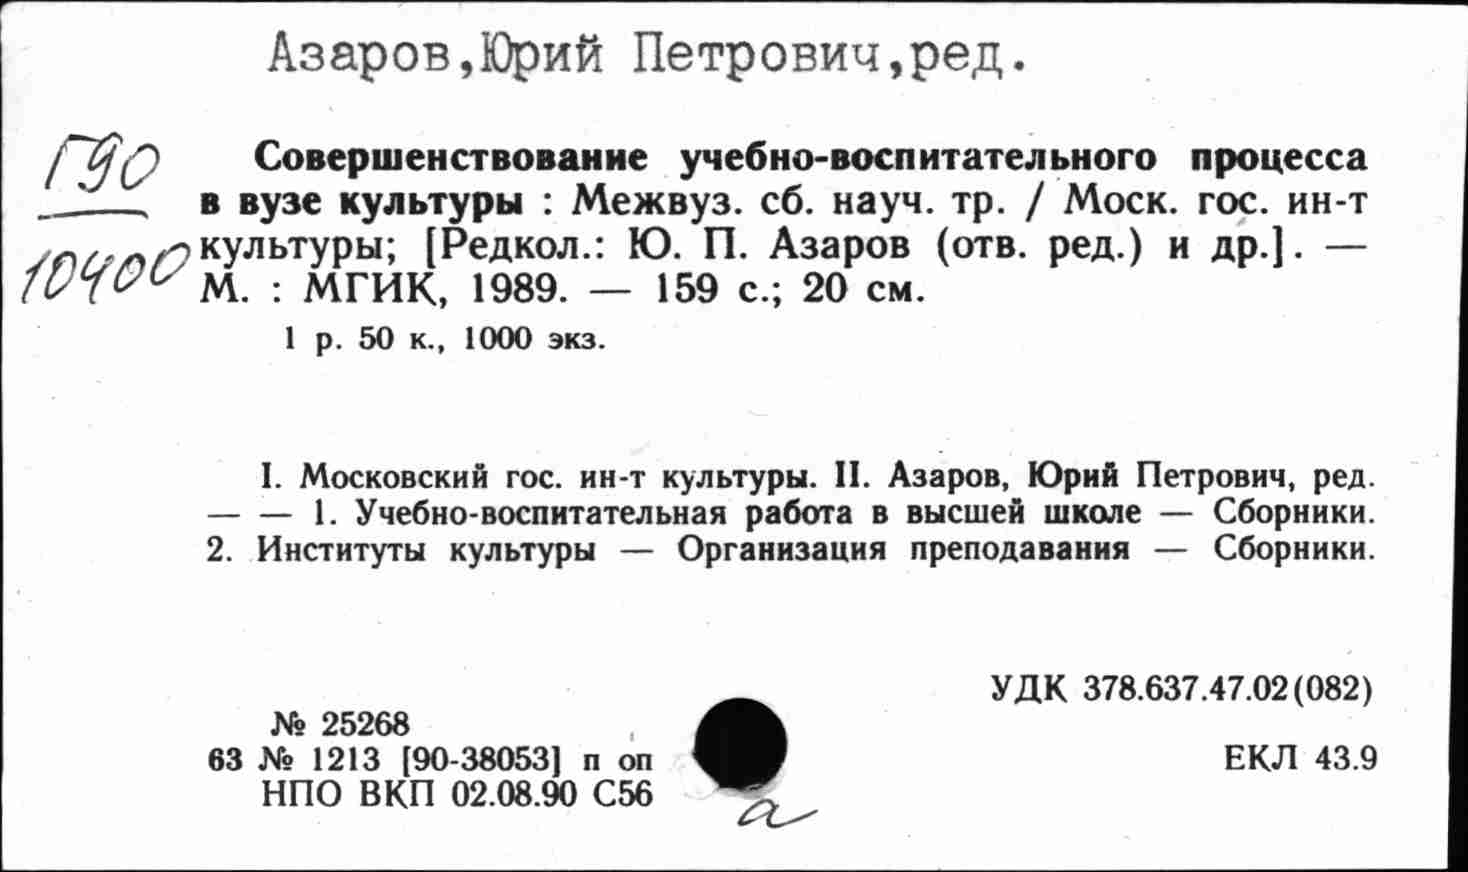 Азаров,Юрий Петрович,ред.
Г90
10400
Совершенствование учебно-воспитательного процесса
в вузе культуры : Межвуз. сб. науч. тр. / Моск. гос. ин-т
культуры; [Редкол.: Ю. П. Азаров (отв. ред.) и др.]. —
М. : МГИК, 1989. — 159 с.; 20 см.
1 р. 50 к., 1000 экз.
I. Московский гос. ин-т культуры. II. Азаров, Юрий Петрович, ред.
— — 1. Учебно-воспитательная работа в высшей школе — Сборники.
2. Институты культуры — Организация преподавания — Сборники.
УДК 378.637.47.02(082)
№ 25268
63 № 1213 [90-38053] п оп
ЕКЛ 43.9
НПО ВКП 02.08.90 С56
а